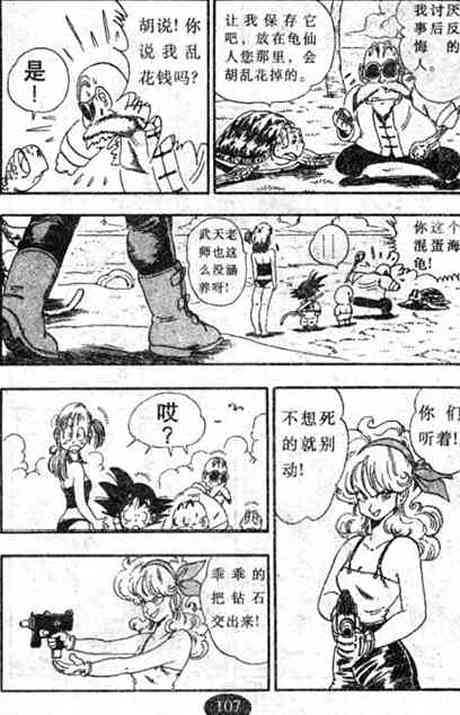 我讨厌
事后反
悔的
人。
让我保存它
吧，放在龟仙
人您那里，会
胡乱花掉的。
胡说！你
说我乱
花钱吗？
是！
你这个
混蛋海
龟！
武天老
师也这
么没涵
养呀！
哎？
你们
听着！
不想死
的就别
动！
乖乖的
把钻石
交出来！
107